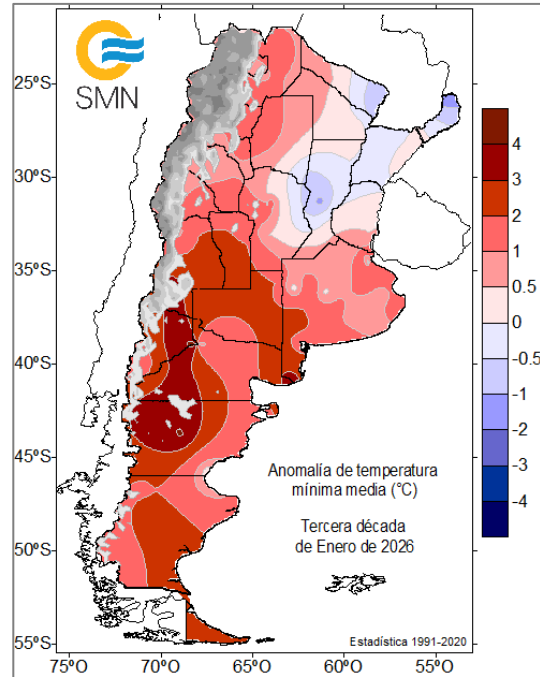 SMN
25°S
30°S
35°S
40°S
45°S
50°S
55°S
75°O
70°O
65°O
60°O
55°O
4
3
2
1
0.5
0
-0.5
-1
-2
-3
-4
Anomalía de temperatura
mínima media (°C)
Tercera década
de Enero de 2026
Estadística 1991-2020